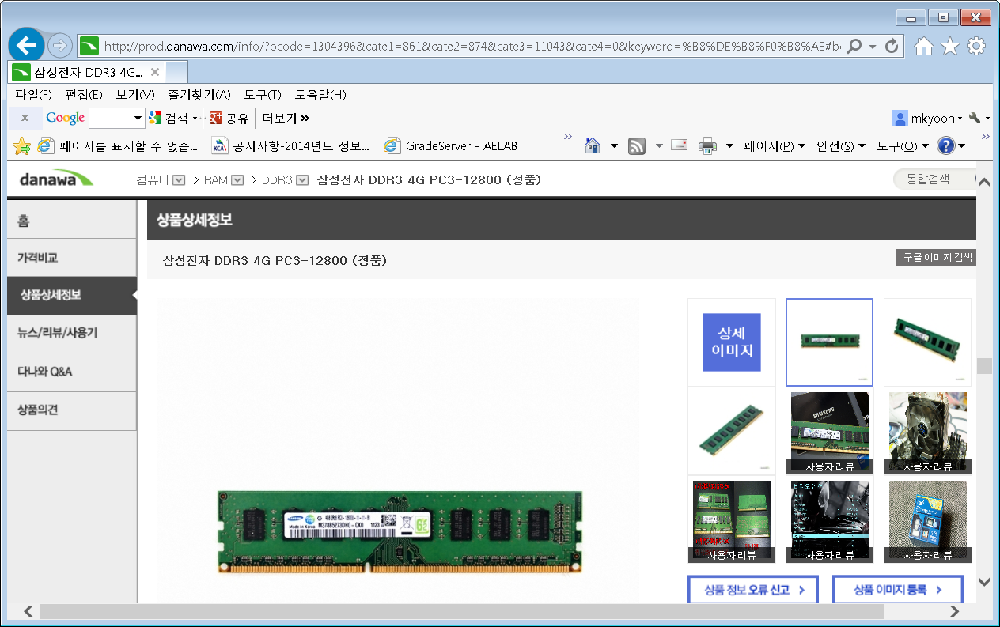 http://prod.danawa.com/info/?pcode=1304396&cate1=861&cate2=874&cate3=11043&cate4=0&keyword=%B8%DE%B8%F0%B8%AE#b
삼성전자 DDR3 4G...
파일(F) 편집(E) 보기(V) 즐겨찾기(A) 도구(T) 도움말(H)
x Google 검색 공유 더보기 » mkyoon
페이지를 표시할 수 없습... 공지사항-2014년도 정보... GradeServer - AELAB » 페이지(P) 안전(S) 도구(O) »
danawa 컴퓨터 > RAM > DDR3 > 삼성전자 DDR3 4G PC3-12800 (정품) 통합검색
홈
가격비교
상품상세정보
뉴스/리뷰/사용기
다나와 Q&A
상품의견
상품상세정보
삼성전자 DDR3 4G PC3-12800 (정품) 구글 이미지 검색
상세
이미지
SAMSUNG
사용자리뷰 사용자리뷰
사용자리뷰 사용자리뷰 사용자리뷰
Made in Korea M378B5273DH0-CK0 1123
상품 정보 오류 신고 > 상품 이미지 등록 >